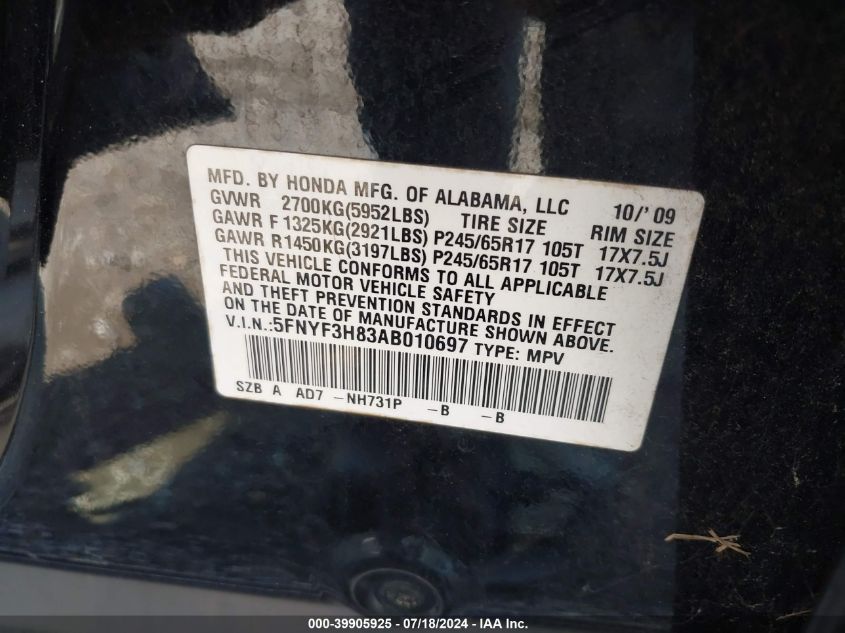 MFD. BY HONDA MFG. OF ALABAMA, LLC 10/'09
GVWR 2700KG(5952LBS) TIRE SIZE RIM SIZE
GAWR F 1325KG(2921LBS) P245/65R17 105T 17X7.5J
GAWR R1450KG(3197LBS) P245/65R17 105T 17X7.5J
THIS VEHICLE CONFORMS TO ALL APPLICABLE
FEDERAL MOTOR VEHICLE SAFETY
AND THEFT PREVENTION STANDARDS IN EFFECT
ON THE DATE OF MANUFACTURE SHOWN ABOVE.
V.I.N.:5FNYF3H83AB010697 TYPE: MPV
SZB A AD7 -NH731P -B -B
000-39905925 / 07/18/2024 - IAA Inc.